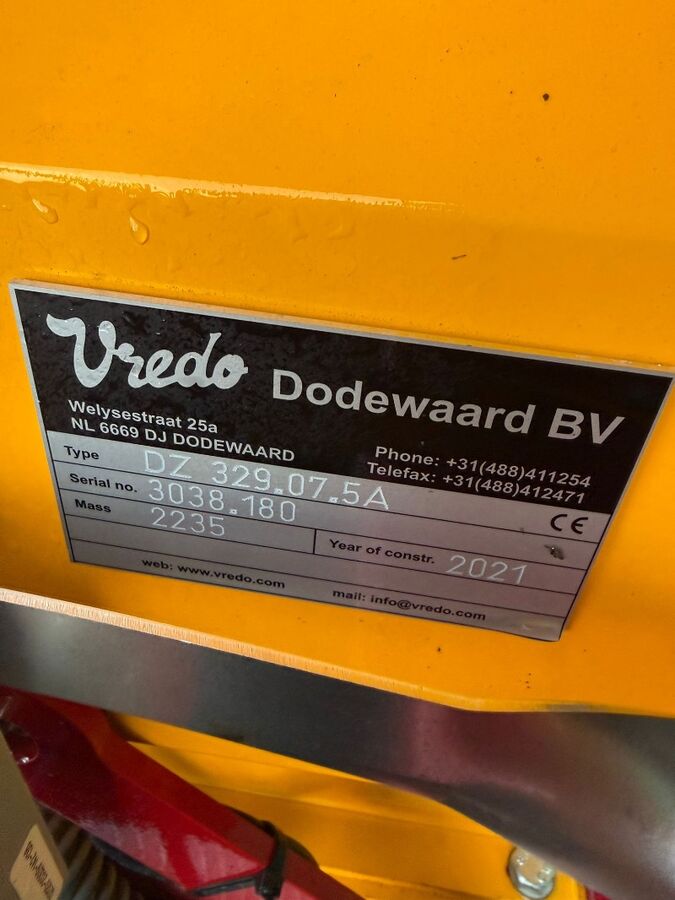 Vredo Dodewaard BV
Welysestraat 25a
NL 6669 DJ DODEWAARD
Phone: +31(488)411254
Telefax: +31(488)412471
Type DZ 329.07.5A
Serial no. 3038.180
CE
Mass 2235
Year of constr. 2021
web: www.vredo.com
mail: info@vredo.com